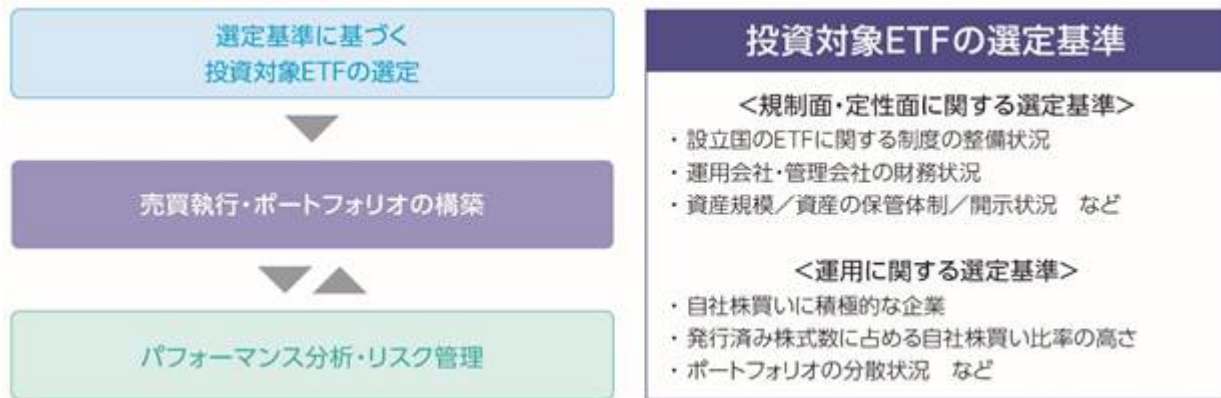 選定基準に基づく
投資対象ETFの選定
売買執行・ポートフォリオの構築
パフォーマンス分析・リスク管理
投資対象ETFの選定基準
＜規制面・定性面に関する選定基準＞
・設立国のETFに関する制度の整備状況
・運用会社・管理会社の財務状況
・資産規模／資産の保管体制／開示状況　など
＜運用に関する選定基準＞
・自社株買いに積極的な企業
・発行済み株式数に占める自社株買い比率の高さ
・ポートフォリオの分散状況　など